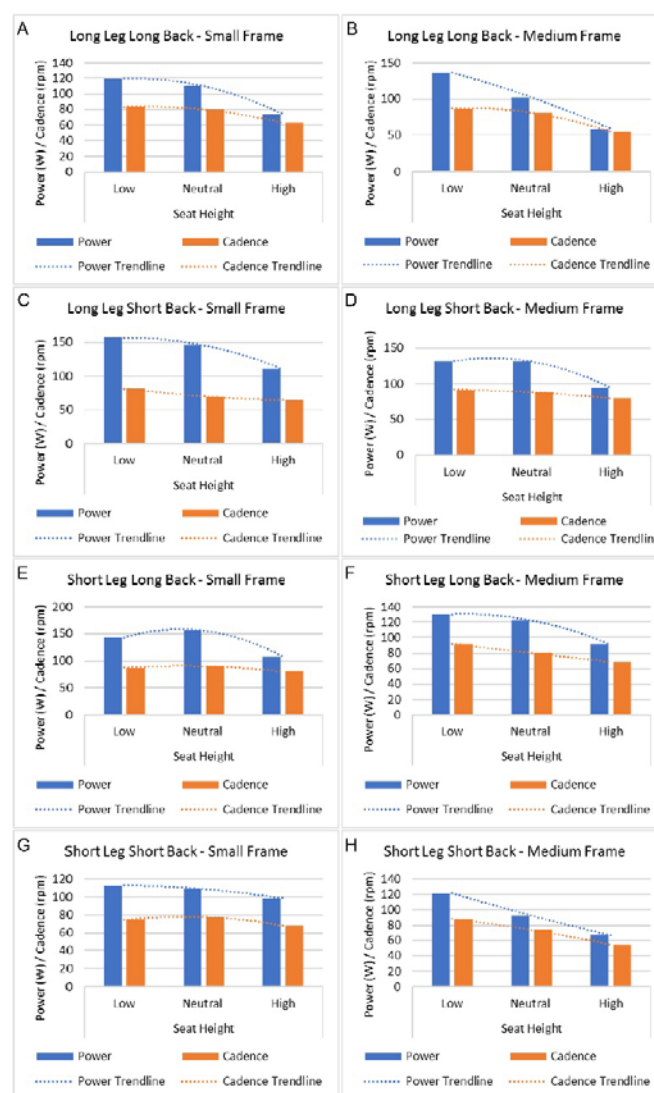 A
Long Leg Long Back - Small Frame
Power (W) / Cadence (rpm)
140
120
100
80
60
40
20
0
Low Neutral High
Seat Height
Power Cadence
Power Trendline Cadence Trendline
B
Long Leg Long Back - Medium Frame
Power (W) / Cadence (rpm)
150
100
50
0
Low Neutral High
Seat Height
Power Cadence
Power Trendline Cadence Trendline
C
Long Leg Short Back - Small Frame
Power (W) / Cadence (rpm)
150
100
50
0
Low Neutral High
Seat Height
Power Cadence
Power Trendline Cadence Trendline
D
Long Leg Short Back - Medium Frame
Power (W) / Cadence (rpm)
150
100
50
0
Low Neutral High
Seat Height
Power Cadence
Power Trendline Cadence Trendline
E
Short Leg Long Back - Small Frame
Power (W) / Cadence (rpm)
200
150
100
50
0
Low Neutral High
Seat Height
Power Cadence
Power Trendline Cadence Trendline
F
Short Leg Long Back - Medium Frame
Power (W) / Cadence (rpm)
140
120
100
80
60
40
20
0
Low Neutral High
Seat Height
Power Cadence
Power Trendline Cadence Trendline
G
Short Leg Short Back - Small Frame
Power (W) / Cadence (rpm)
120
100
80
60
40
20
0
Low Neutral High
Seat Height
Power Cadence
Power Trendline Cadence Trendline
H
Short Leg Short Back - Medium Frame
Power (W) / Cadence (rpm)
140
120
100
80
60
40
20
0
Low Neutral High
Seat Height
Power Cadence
Power Trendline Cadence Trendline